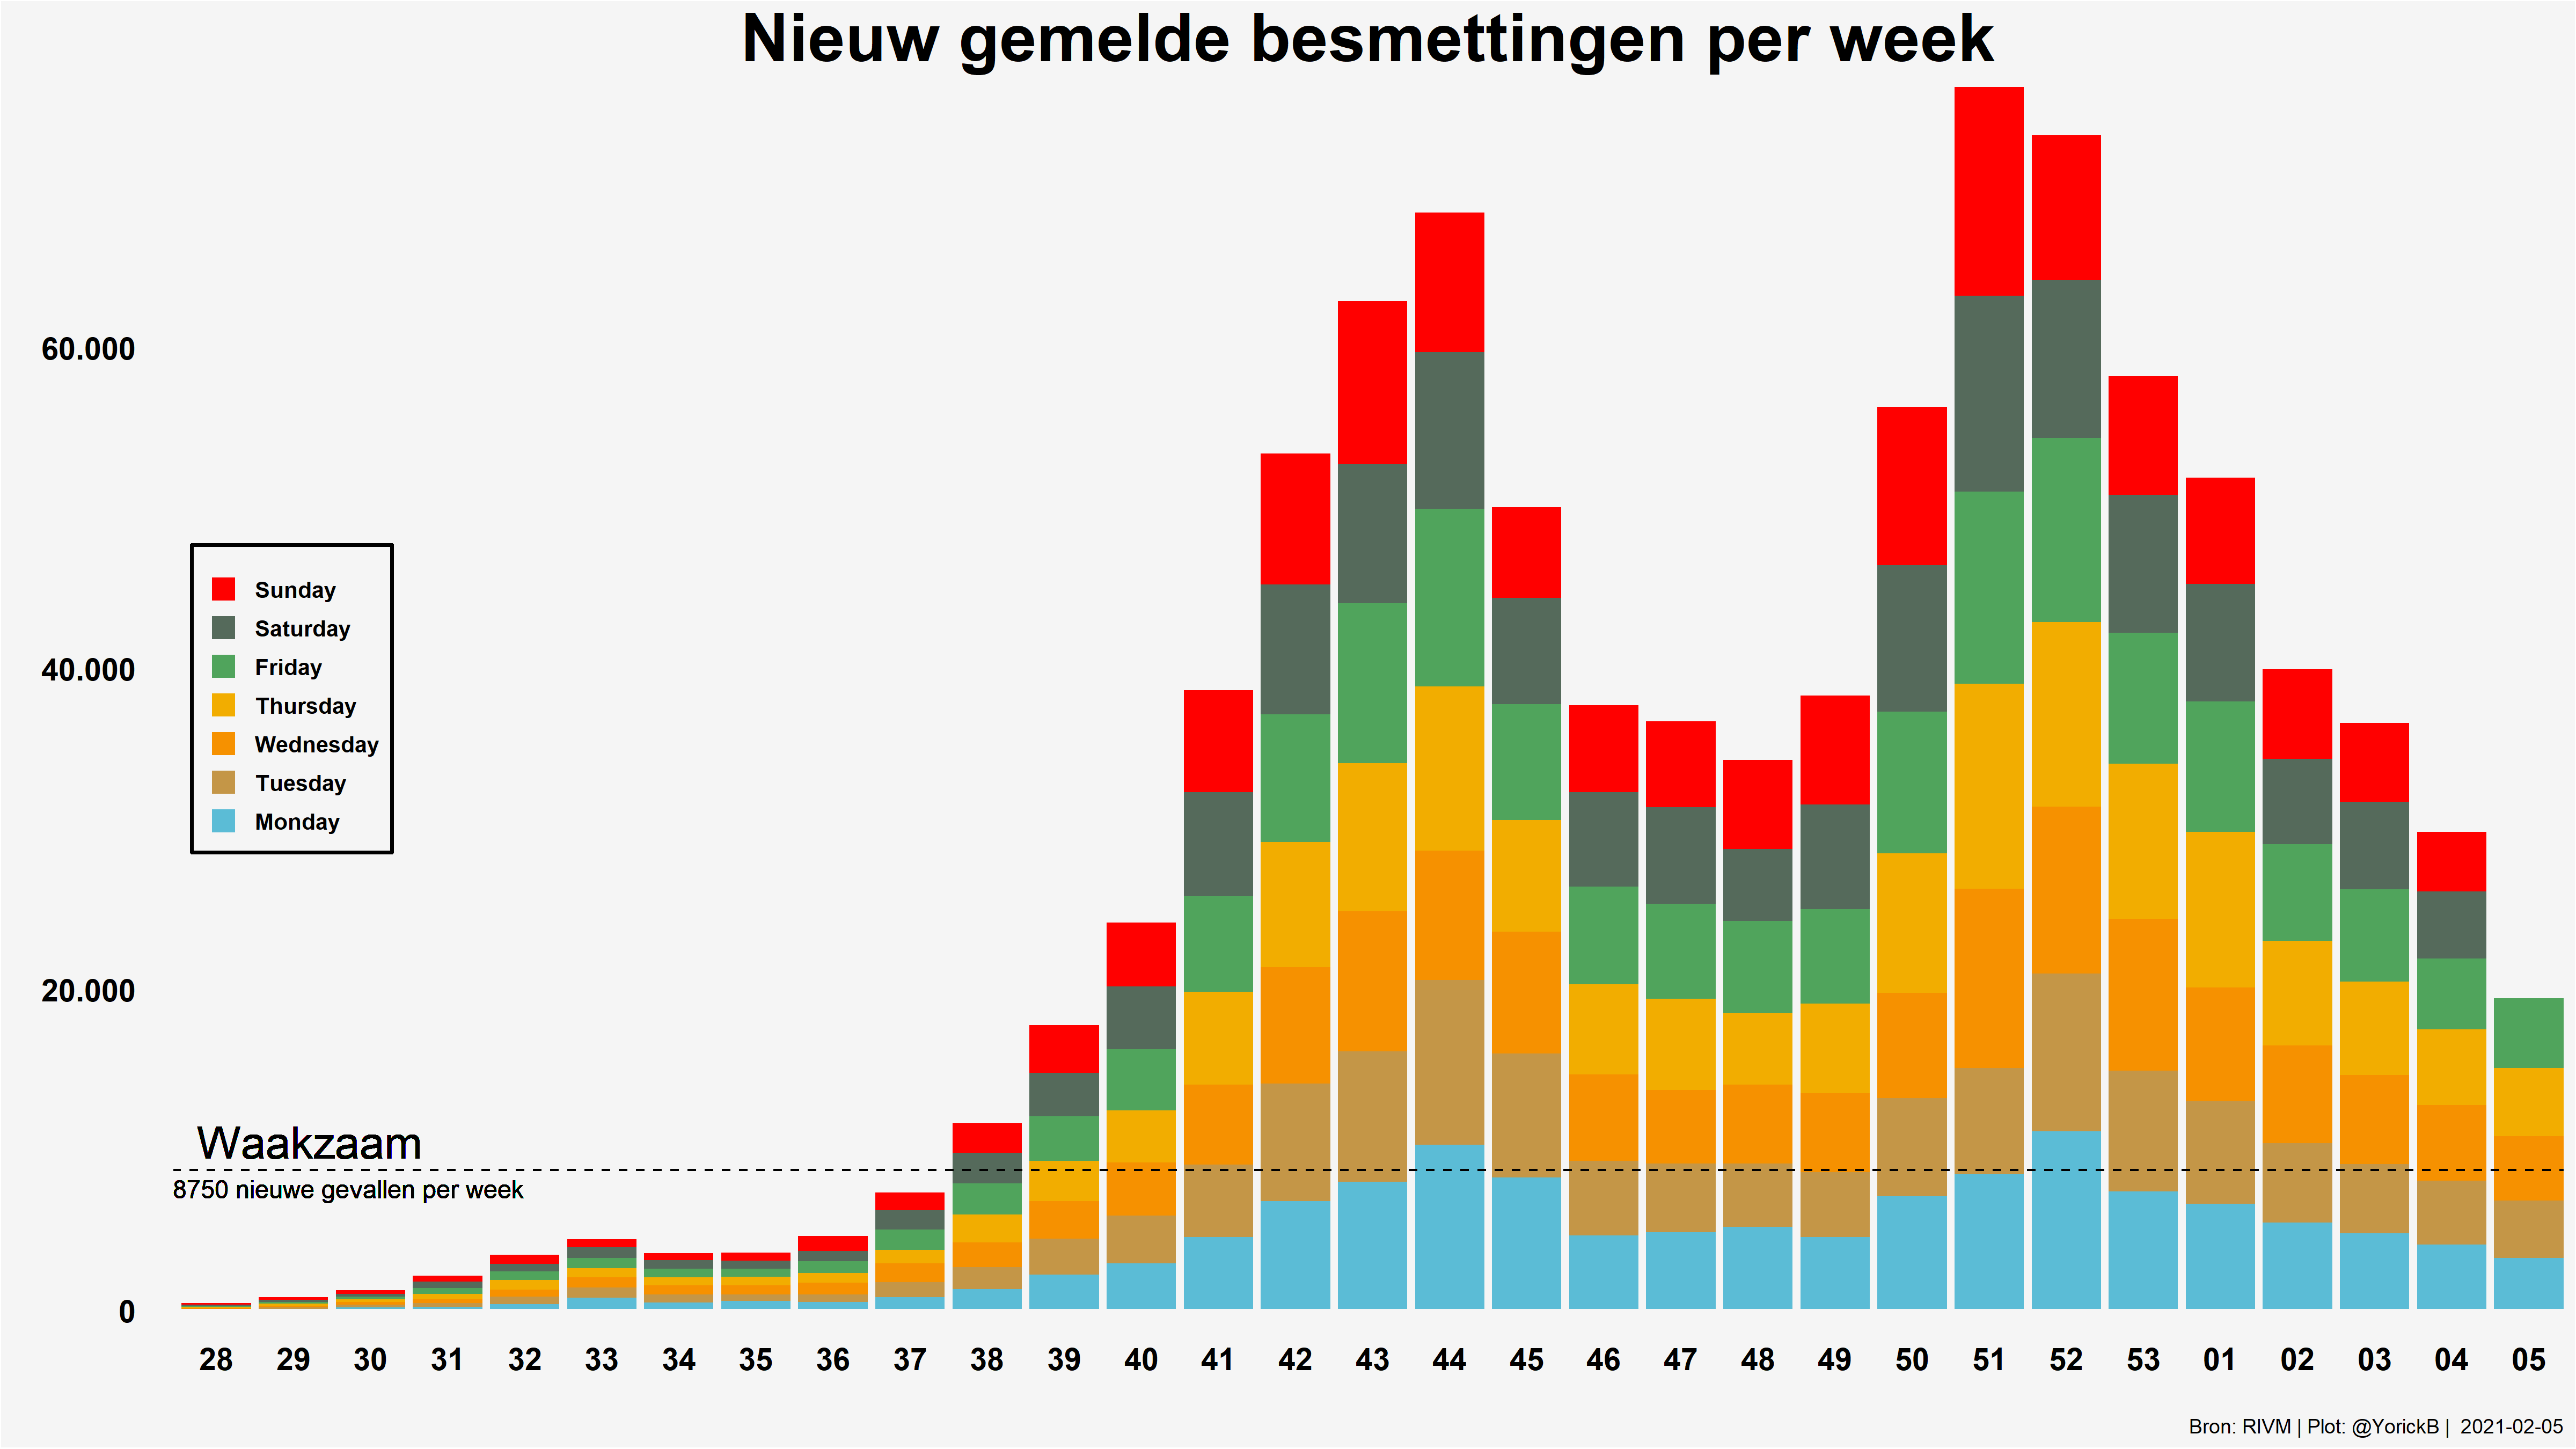 Nieuw gemelde besmettingen per week
60.000
40.000
20.000
0
Sunday
Saturday
Friday
Thursday
Wednesday
Tuesday
Monday
Waakzaam
8750 nieuwe gevallen per week
28 29 30 31 32 33 34 35 36 37 38 39 40 41 42 43 44 45 46 47 48 49 50 51 52 53 01 02 03 04 05
Bron: RIVM | Plot: @YorickB | 2021-02-05